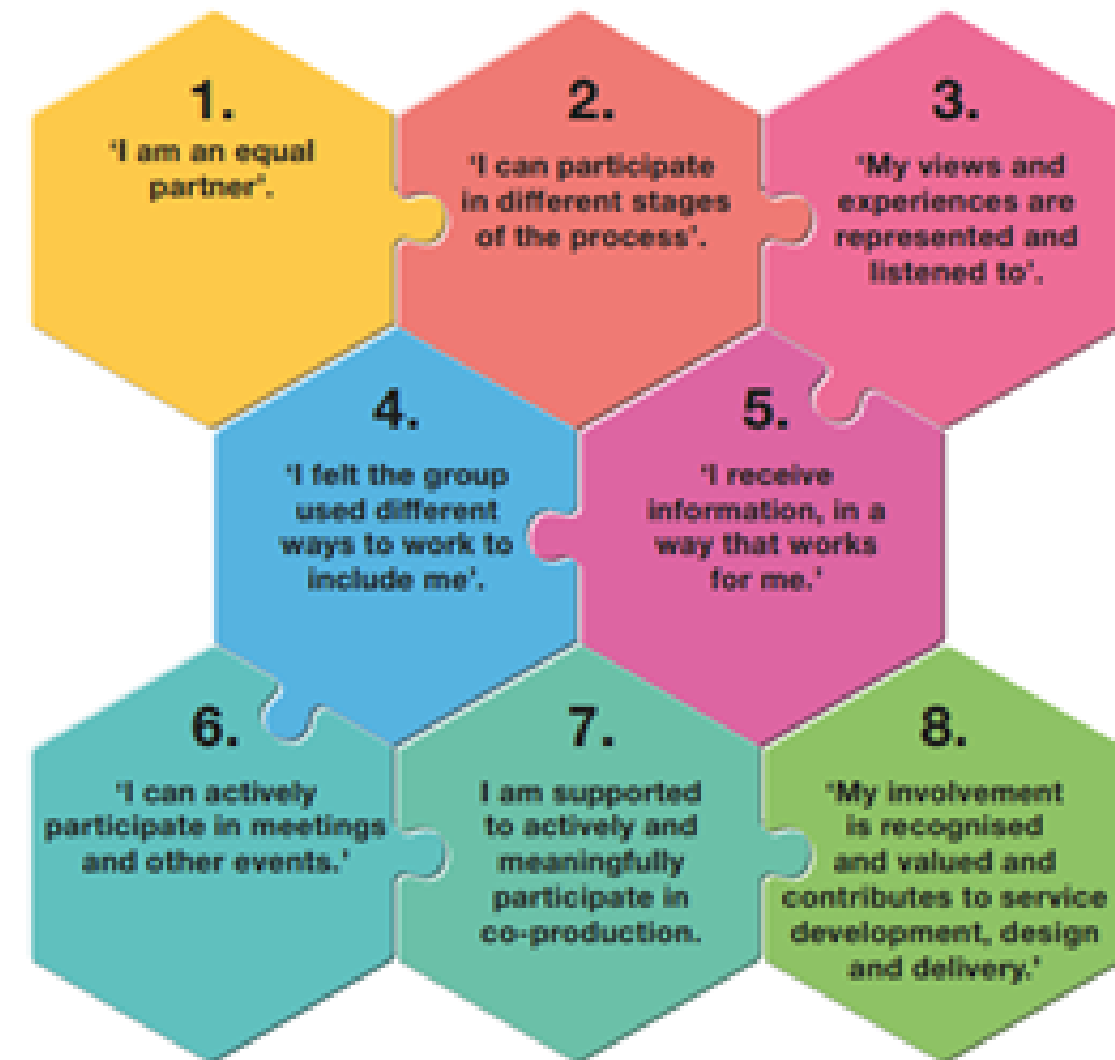 1.
'I am an equal
partner'.
2.
'I can participate
in different stages
of the process'.
3.
'My views and
experiences are
represented and
listened to'.
4.
'I felt the group
used different
ways to work to
include me'.
5.
'I receive
information, in a
way that works
for me.'
6.
'I can actively
participate in meetings
and other events.'
7.
I am supported
to actively and
meaningfully
participate in
co-production.
8.
'My involvement
is recognised
and valued and
contributes to service
development, design
and delivery.'